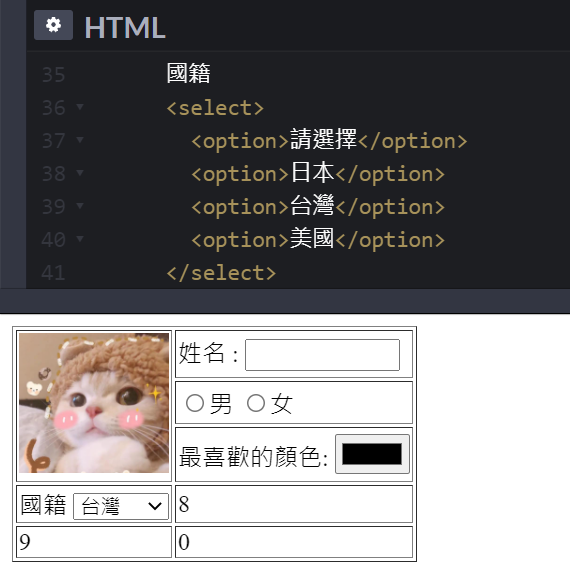 HTML
35 國籍
36 <select>
37 <option>請選擇</option>
38 <option>日本</option>
39 <option>台灣</option>
40 <option>美國</option>
41 </select>
姓名 :
男 女
最喜歡的顏色:
國籍 台灣 8
9 0